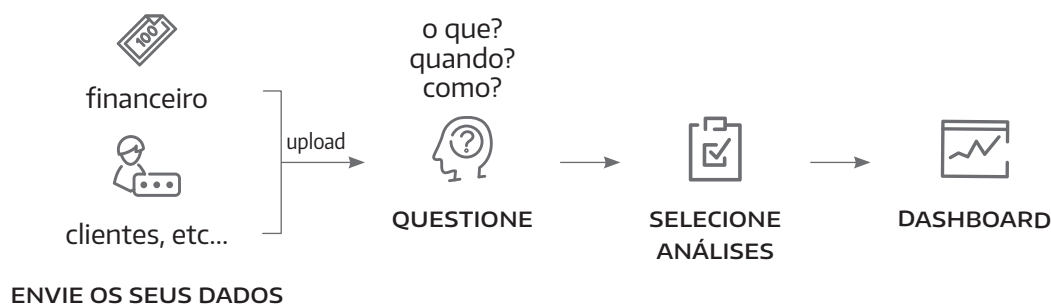 100
financeiro
clientes, etc...
ENVIE OS SEUS DADOS
upload
o que?
quando?
como?
?
QUESTIONE
SELECIONE
ANÁLISES
DASHBOARD